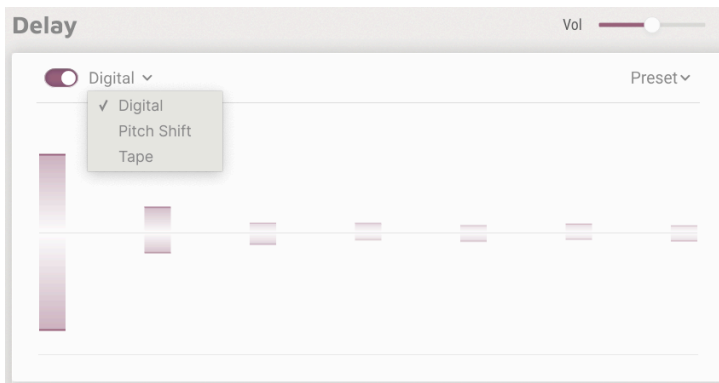 Delay
Vol
Digital
Preset
✓ Digital
Pitch Shift
Tape